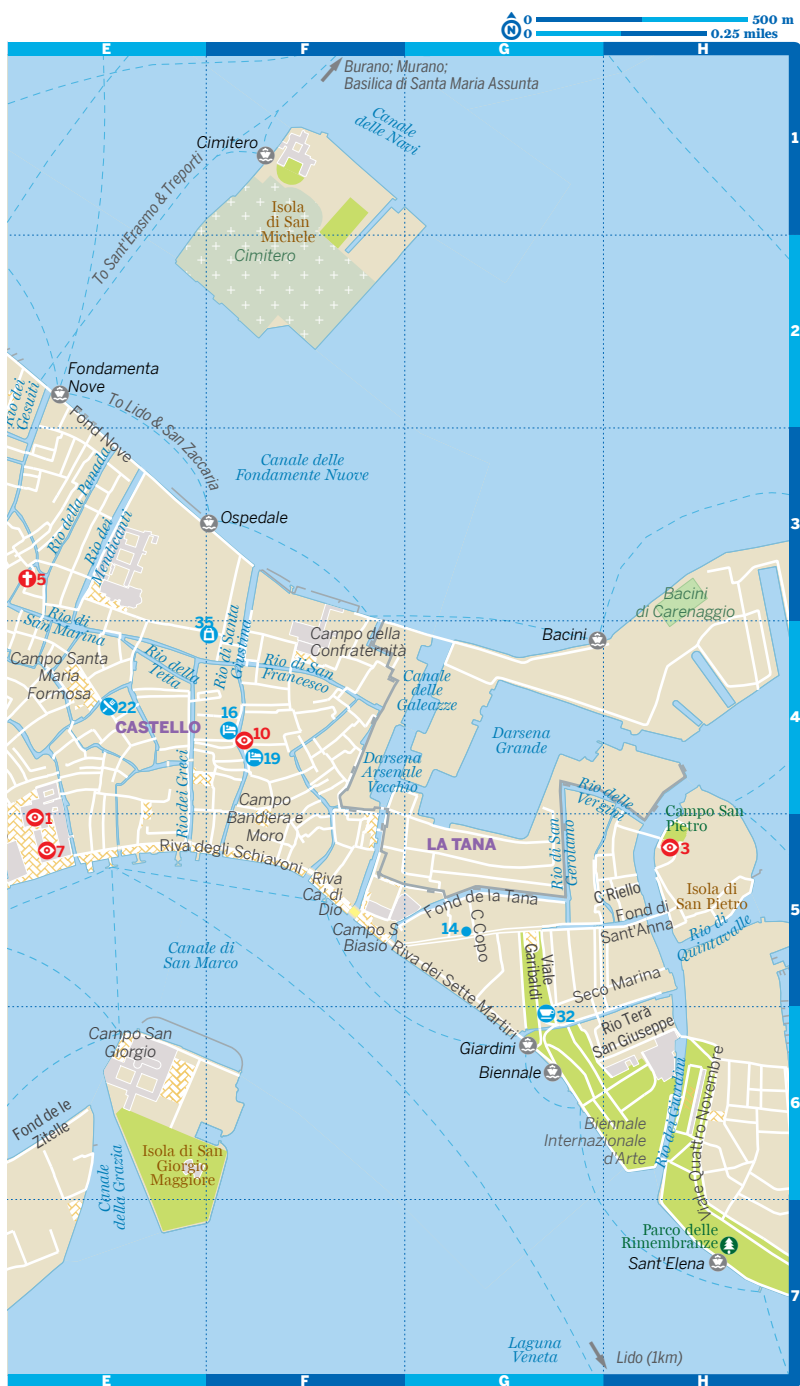 0 500 m
N
0 0.25 miles
E F G H
Burano; Murano;
Basilica di Santa Maria Assunta
Canale
delle Navi
1
Cimitero
To Sant'Erasmo & Treporti
Isola
di San
Michele
Cimitero
2
Fondamenta
Nove
Rio dei
Gesuiti
To Lido & San Zaccaria
Fond Nove
Canale delle
Fondamente Nuove
Rio della Panada
Rio dei
Mendicanti
Ospedale
3
5
Bacini
di Carenaggio
Rio di
San Marina
35
Rio di Santa
Giustina
Campo della
Confraternità
Bacini
Campo Santa
Maria
Formosa
Rio della
Tetta
Rio di San
Francesco
Canale
delle
Galeazze
22
CASTELLO
16
10
19
Darsena
Grande
4
Darsena
Arsenale
Vecchio
Rio dei Greci
Rio delle
Vergini
Campo
Bandiera e
Moro
Campo San
Pietro
1
7
Riva degli Schiavoni
LA TANA
Rio di San
Gerolamo
3
Riva
Ca' di
Dio
Fond de la Tana
C Riello
Isola di
San Pietro
5
Fond di
Sant'Anna
Campo S
Biasio
14
C Copo
Rio di
Quintavalle
Canale di
San Marco
Riva dei Sette Martiri
Viale
Garibaldi
Seco Marina
32
Rio Terà
San Giuseppe
Campo San
Giorgio
Giardini
Biennale
Fond de le
Zitelle
6
Biennale
Internazionale
d'Arte
Rio dei Giardini
Viale Quattro Novembre
Canale
della Grazia
Isola di San
Giorgio
Maggiore
Parco delle
Rimembranze
Sant'Elena
7
Laguna
Veneta
Lido (1km)
E F G H